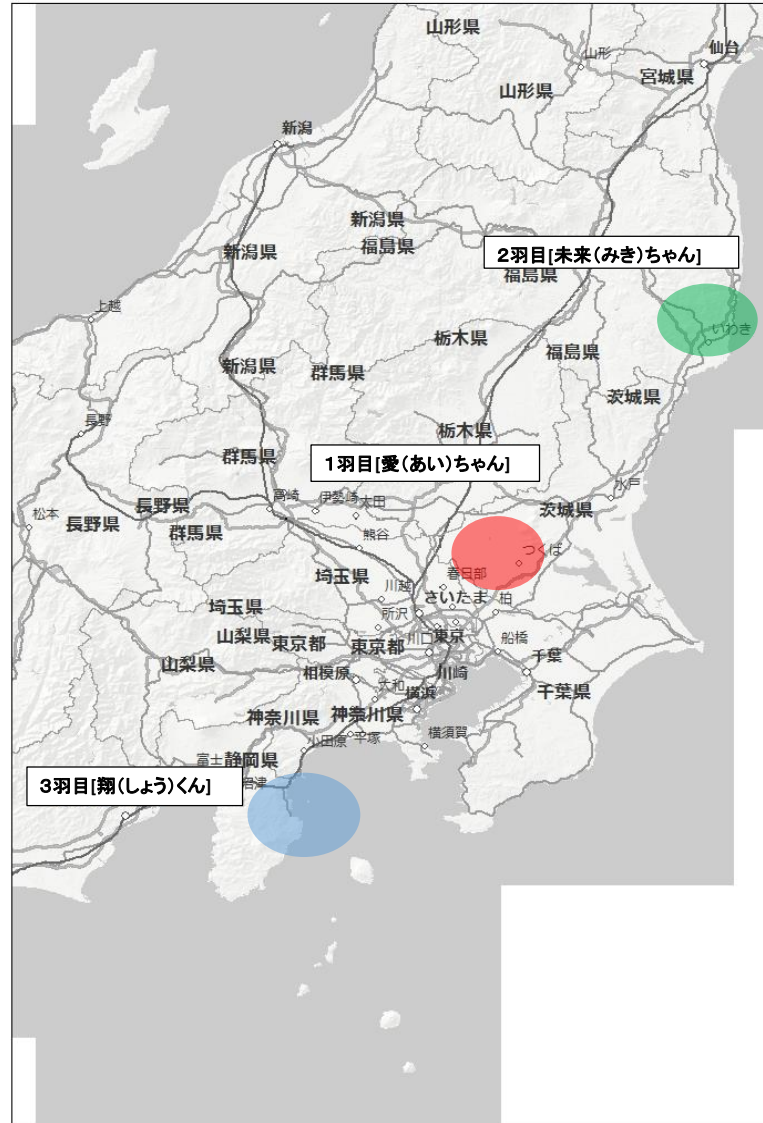 山形県
山形
仙台
宮城県
山形県
新潟
新潟県
福島県
新潟県
2羽目[未来(みき)ちゃん]
福島県
上越
いわき
栃木県
福島県
新潟県
群馬県
茨城県
長野
栃木県
群馬県
1羽目[愛(あい)ちゃん]
水戸
長野県
高崎
伊勢崎
太田
茨城県
松本
長野県
群馬県
熊谷
つくば
埼玉県
春日部
川越
さいたま
柏
埼玉県
所沢
山梨県
東京都
東京都
川口
東京
船橋
山梨県
千葉
相模原
川崎
大和
横浜
千葉県
神奈川県
神奈川県
小田原
平塚
横須賀
富士
静岡県
3羽目[翔(しょう)くん]
沼津